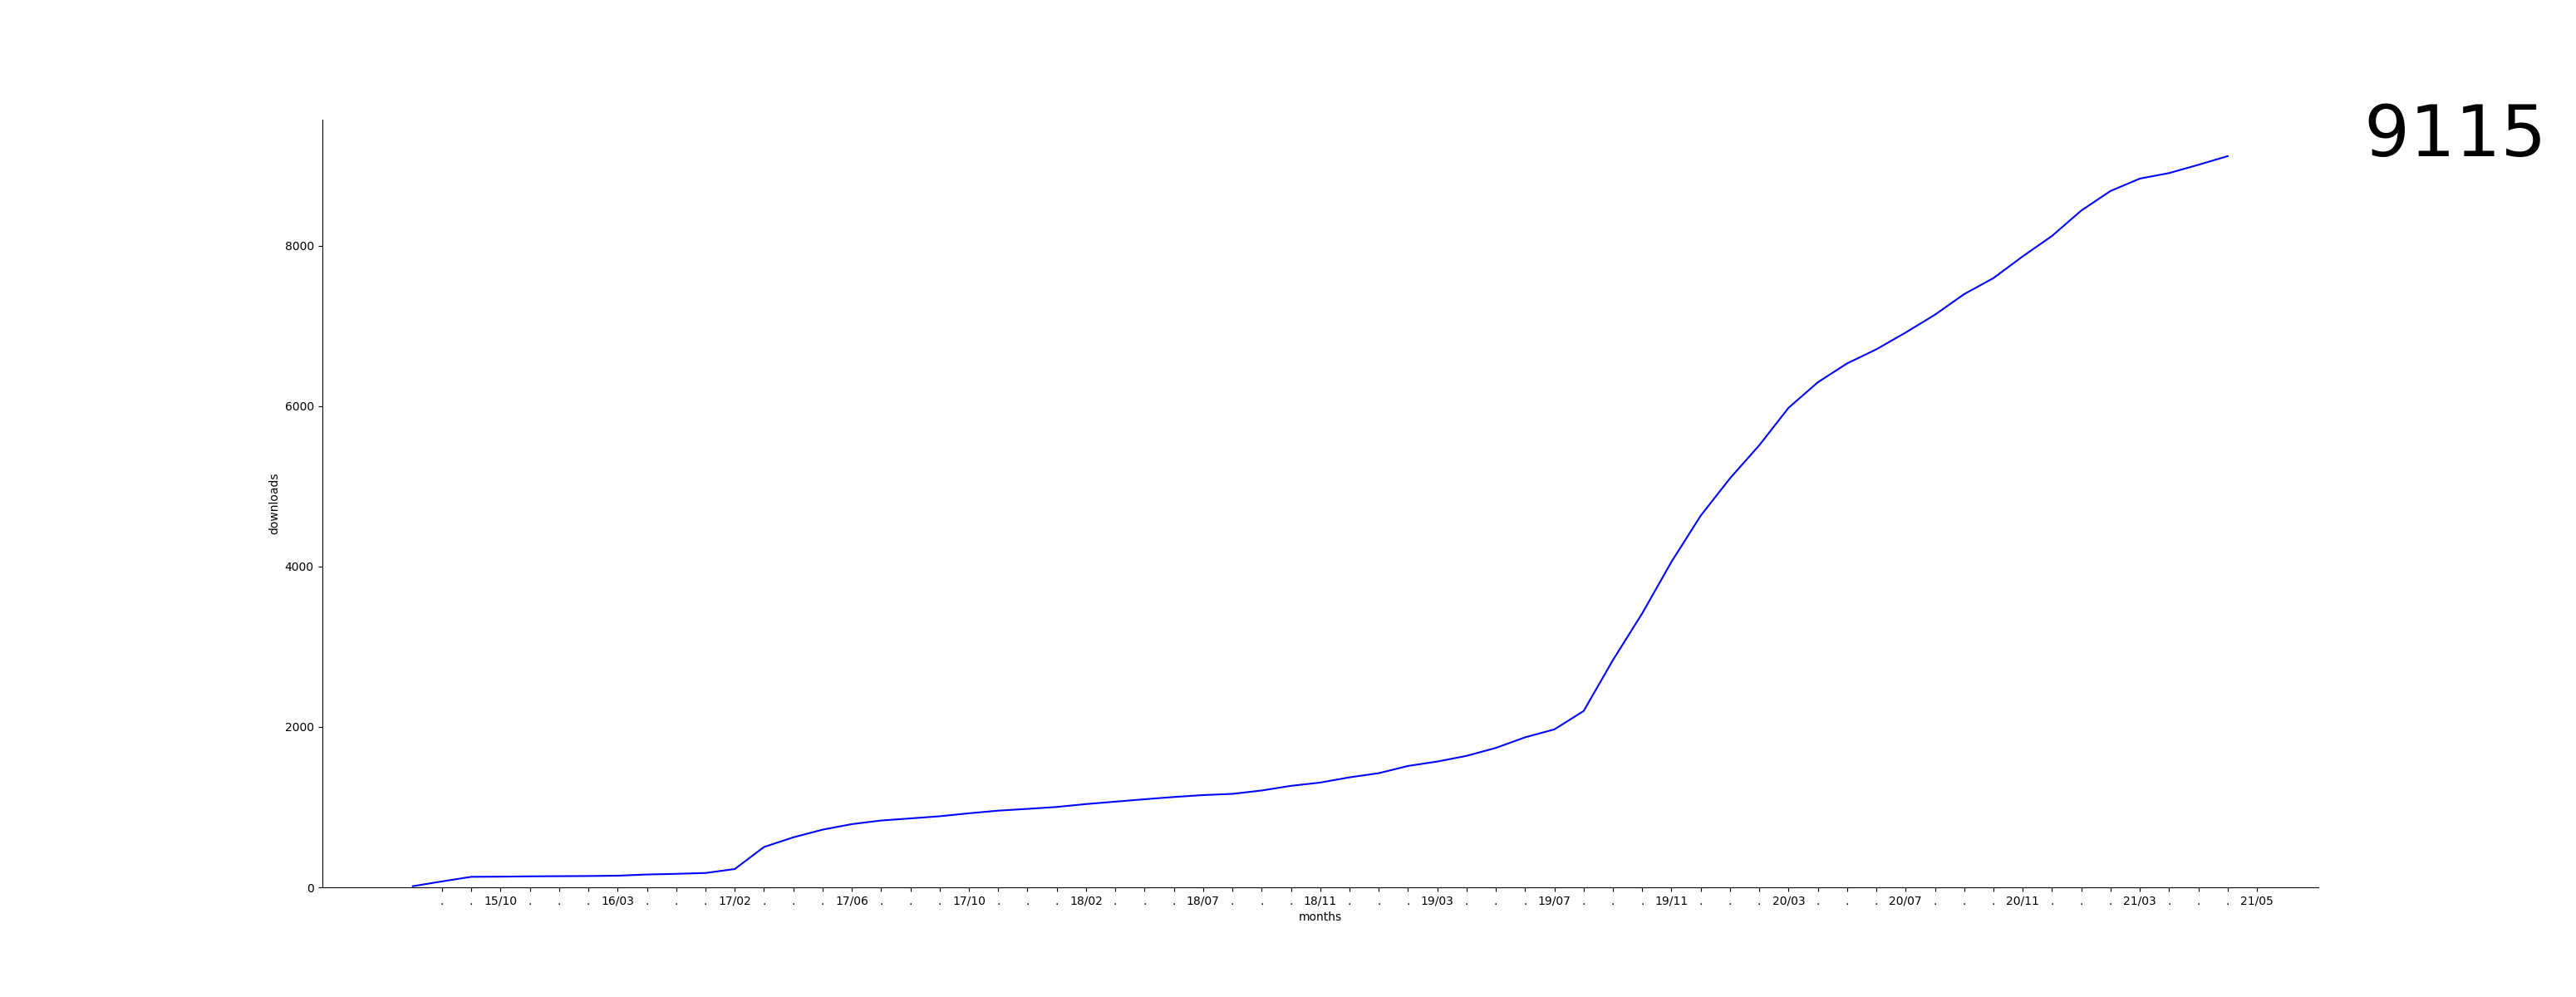 9115
8000
6000
4000
2000
0
downloads
. . 15/10 . . . 16/03 . . . 17/02 . . . 17/06 . . . 17/10 . . . 18/02 . . . 18/07 . . . 18/11 . . . 19/03 . . . 19/07 . . . 19/11 . . . 20/03 . . . 20/07 . . . 20/11 . . . 21/03 . . . 21/05
months